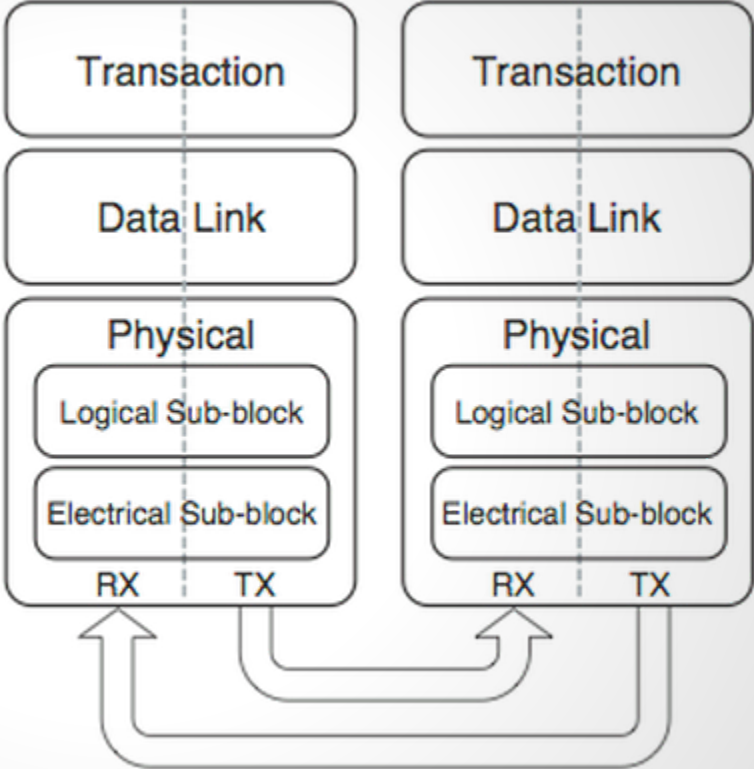 Transaction
Data Link
Physical
Logical Sub-block
Electrical Sub-block
RX TX
Transaction
Data Link
Physical
Logical Sub-block
Electrical Sub-block
RX TX